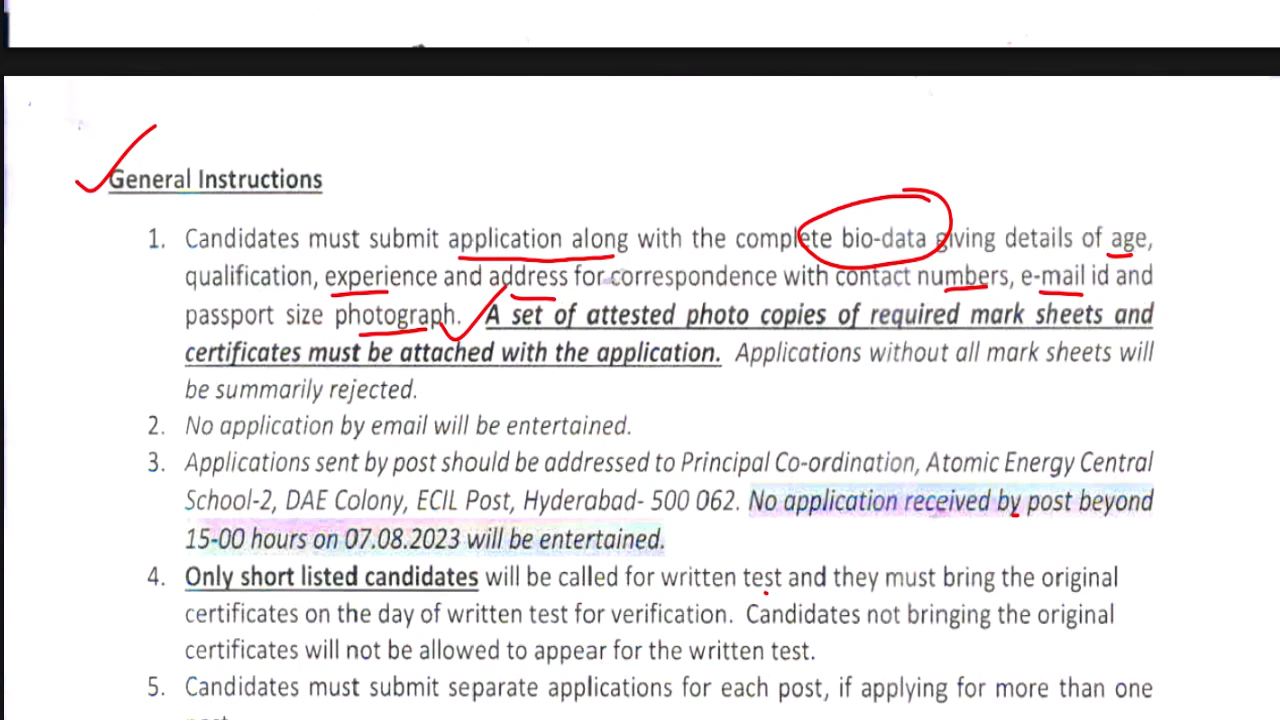 General Instructions
1. Candidates must submit application along with the complete bio-data giving details of age,
qualification, experience and address for correspondence with contact numbers, e-mail id and
passport size photograph. A set of attested photo copies of required mark sheets and
certificates must be attached with the application. Applications without all mark sheets will
be summarily rejected.
2. No application by email will be entertained.
3. Applications sent by post should be addressed to Principal Co-ordination, Atomic Energy Central
School-2, DAE Colony, ECIL Post, Hyderabad- 500 062. No application received by post beyond
15-00 hours on 07.08.2023 will be entertained.
4. Only short listed candidates will be called for written test and they must bring the original
certificates on the day of written test for verification. Candidates not bringing the original
certificates will not be allowed to appear for the written test.
5. Candidates must submit separate applications for each post, if applying for more than one